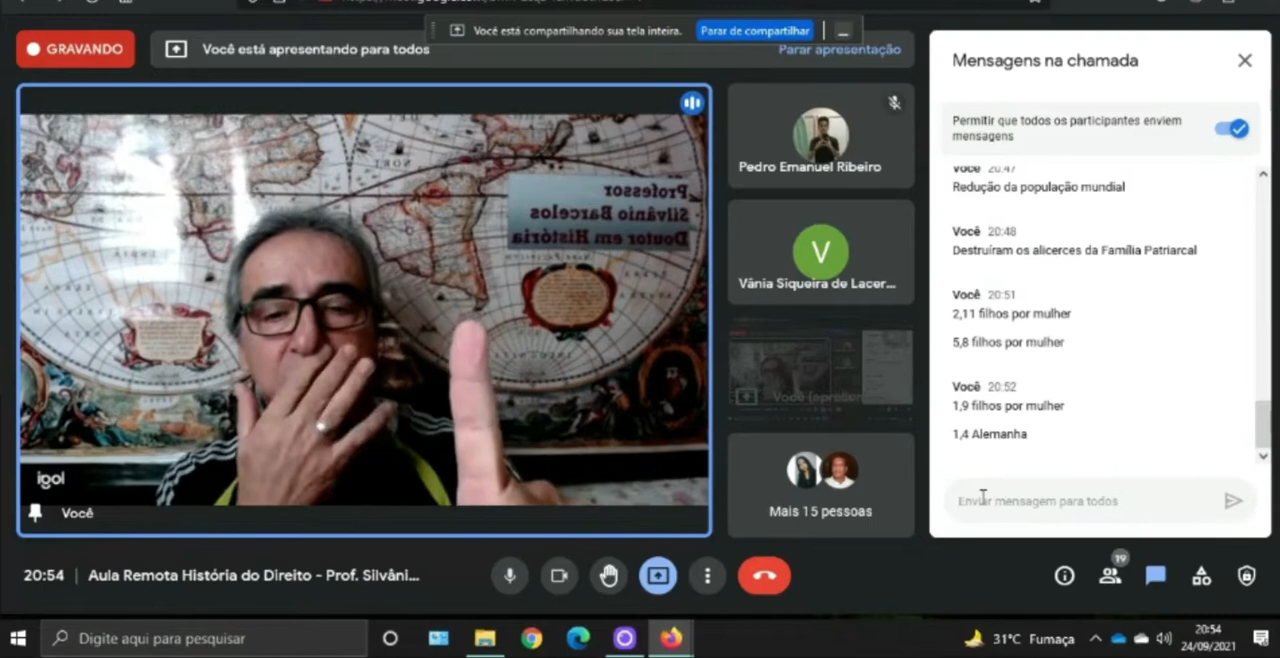 Você está compartilhando sua tela inteira.
Parar de compartilhar
GRAVANDO
Você está apresentando para todos
Parar apresentação
Professor
Silvânio Barcelos
Doutor em História
igol
Você
Pedro Emanuel Ribeiro
V
Vânia Siqueira de Lacer...
Você (apresen
Mais 15 pessoas
Mensagens na chamada
Permitir que todos os participantes enviem
mensagens
Você 20:47
Redução da população mundial
Você 20:48
Destruíram os alicerces da Família Patriarcal
Você 20:51
2,11 filhos por mulher
5,8 filhos por mulher
Você 20:52
1,9 filhos por mulher
1,4 Alemanha
Enviar mensagem para todos
20:54
Aula Remota História do Direito - Prof. Silvâni...
19
Digite aqui para pesquisar
31°C Fumaça
20:54
24/09/2021